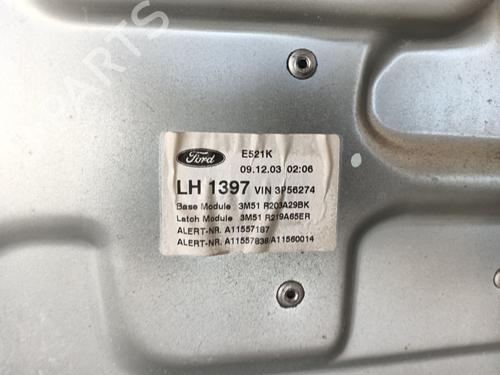 Ford E521K
09.12.03 02:06
LH 1397 VIN 3P56274
Base Module 3M51 R203A29BK
Latch Module 3M51 R219A65ER
ALERT-NR. A11557187
ALERT-NR. A11557838 A11560014
PARTS